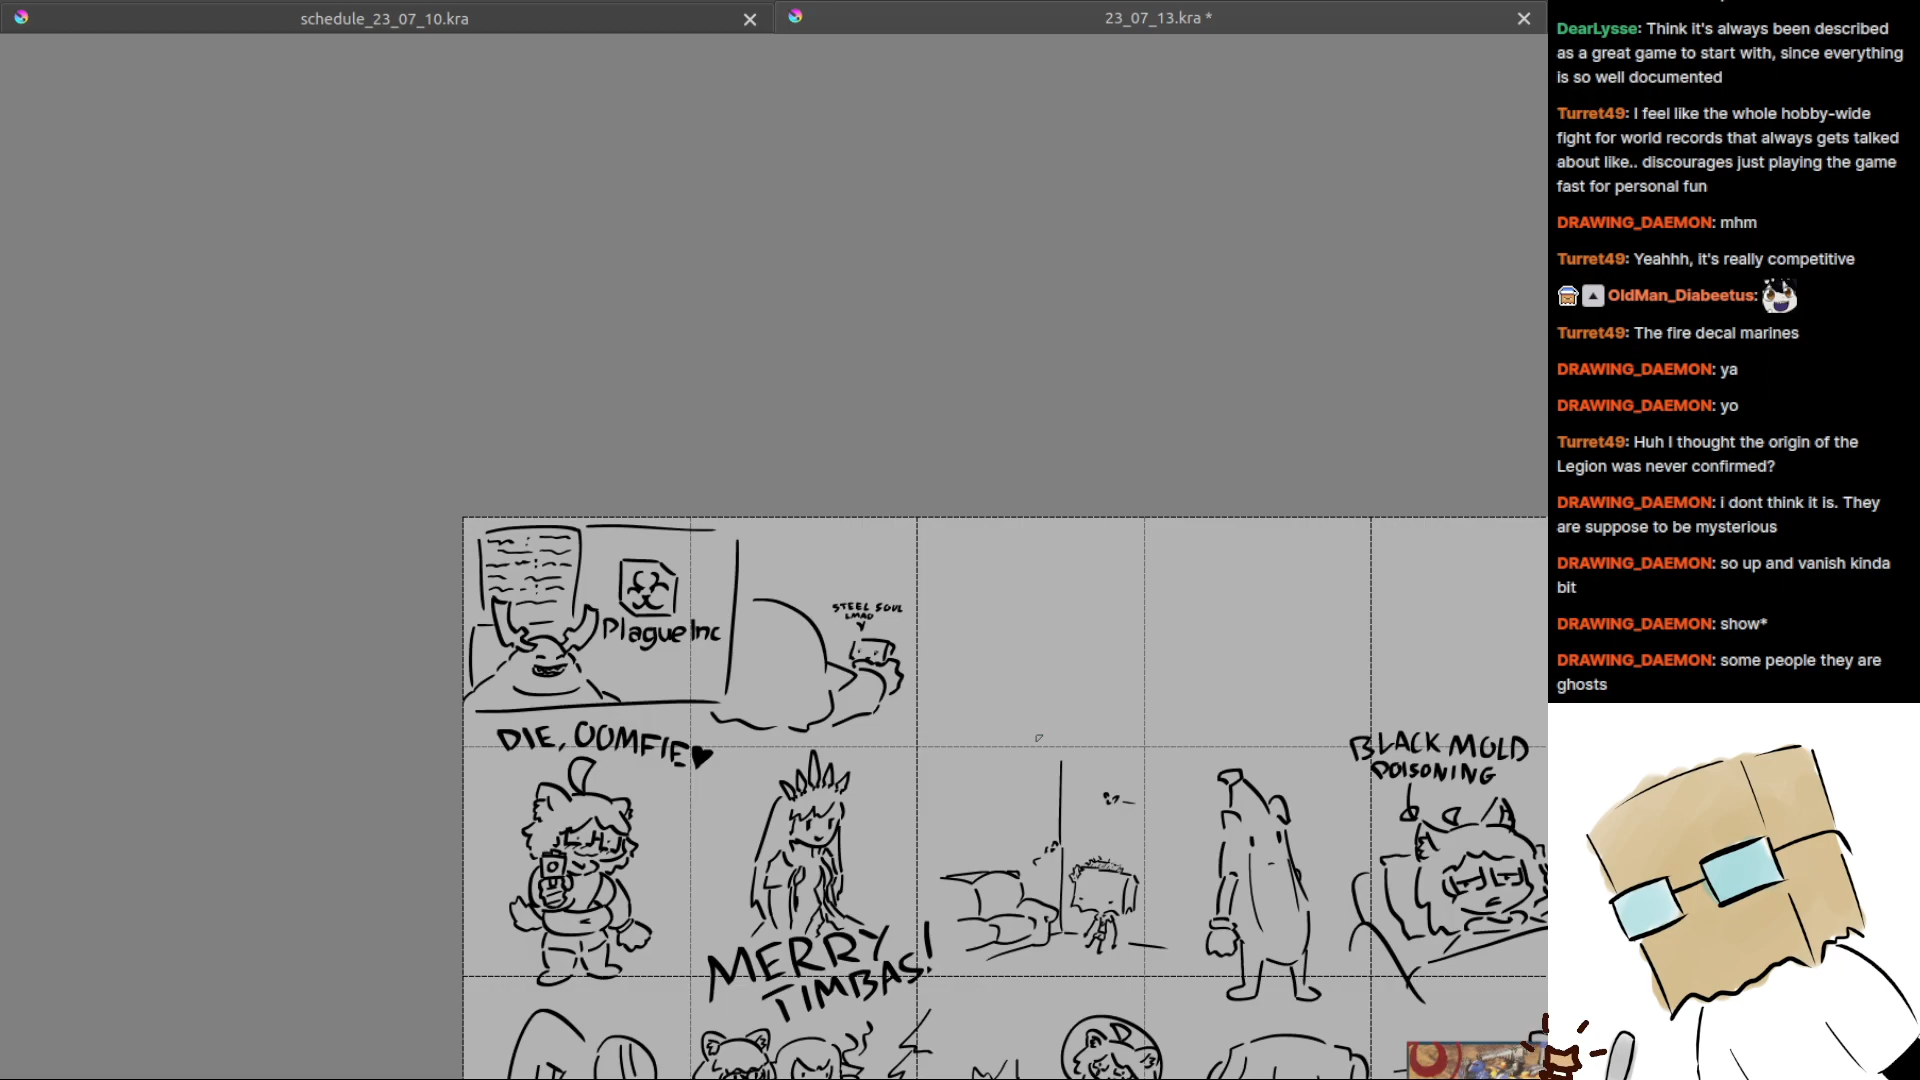 schedule_23_07_10.kra
23_07_13.kra *
DearLysse: Think it's always been described
as a great game to start with, since everything
is so well documented
Turret49: I feel like the whole hobby-wide
fight for world records that always gets talked
about like.. discourages just playing the game
fast for personal fun
DRAWING_DAEMON: mhm
Turret49: Yeahhh, it's really competitive
OldMan_Diabeetus:
Turret49: The fire decal marines
DRAWING_DAEMON: ya
DRAWING_DAEMON: yo
Turret49: Huh I thought the origin of the
Legion was never confirmed?
DRAWING_DAEMON: i dont think it is. They
are suppose to be mysterious
DRAWING_DAEMON: so up and vanish kinda
bit
DRAWING_DAEMON: show*
DRAWING_DAEMON: some people they are
ghosts
Plague Inc
STEEL SOUL
LMAO
DIE, OOMFIE♥
MERRY
TIMBAS!
BLACK MOLD
POISONING